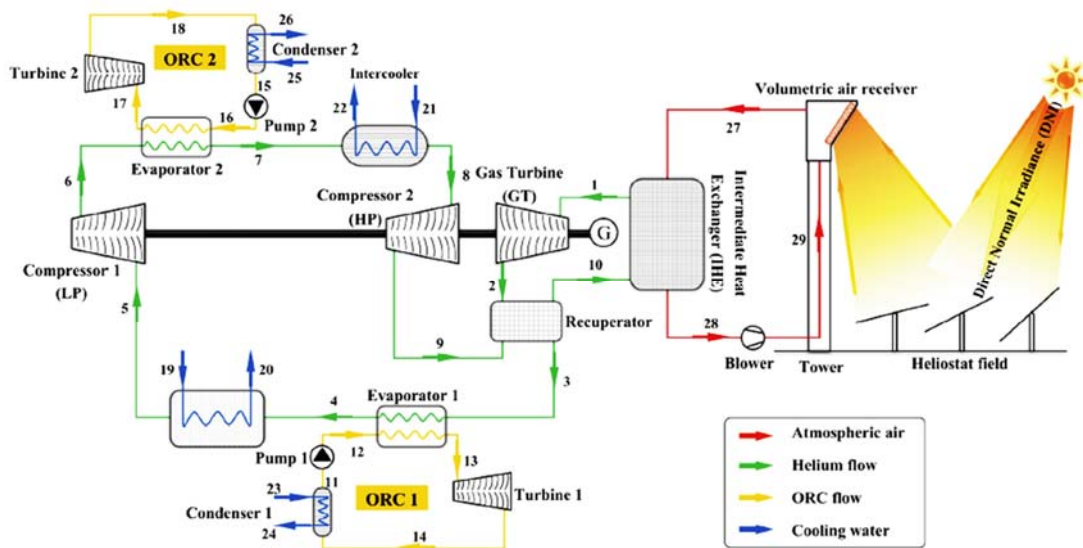 18
26
ORC 2
Condenser 2
Turbine 2
25
15
17
16
Pump 2
Evaporator 2
6
7
Intercooler
22
21
8
Gas Turbine
(GT)
Compressor 2
(HP)
Compressor 1
(LP)
G
1
2
10
Recuperator
9
3
5
19
20
4
Evaporator 1
12
13
Pump 1
11
23
24
ORC 1
Condenser 1
Turbine 1
14
Intermediate Heat
Exchanger (IHE)
27
28
29
Volumetric air receiver
Direct Normal Irradiance (DNI)
Blower
Tower
Heliostat field
Atmospheric air
Helium flow
ORC flow
Cooling water